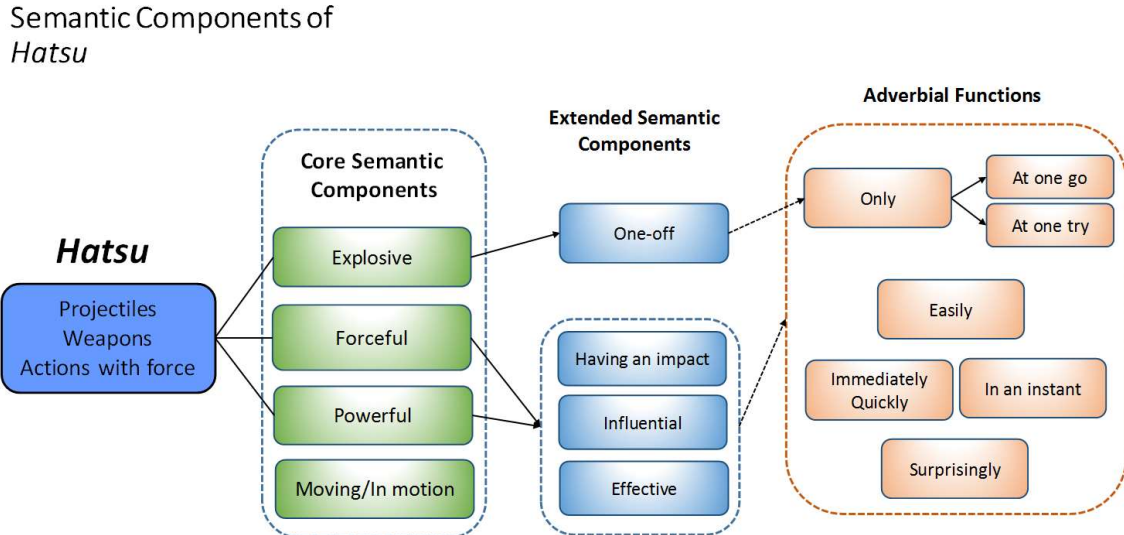 Semantic Components of
Hatsu
Hatsu
Projectiles
Weapons
Actions with force
Core Semantic
Components
Explosive
Forceful
Powerful
Moving/In motion
Extended Semantic
Components
One-off
Having an impact
Influential
Effective
Adverbial Functions
Only
At one go
At one try
Easily
Immediately
Quickly
In an instant
Surprisingly